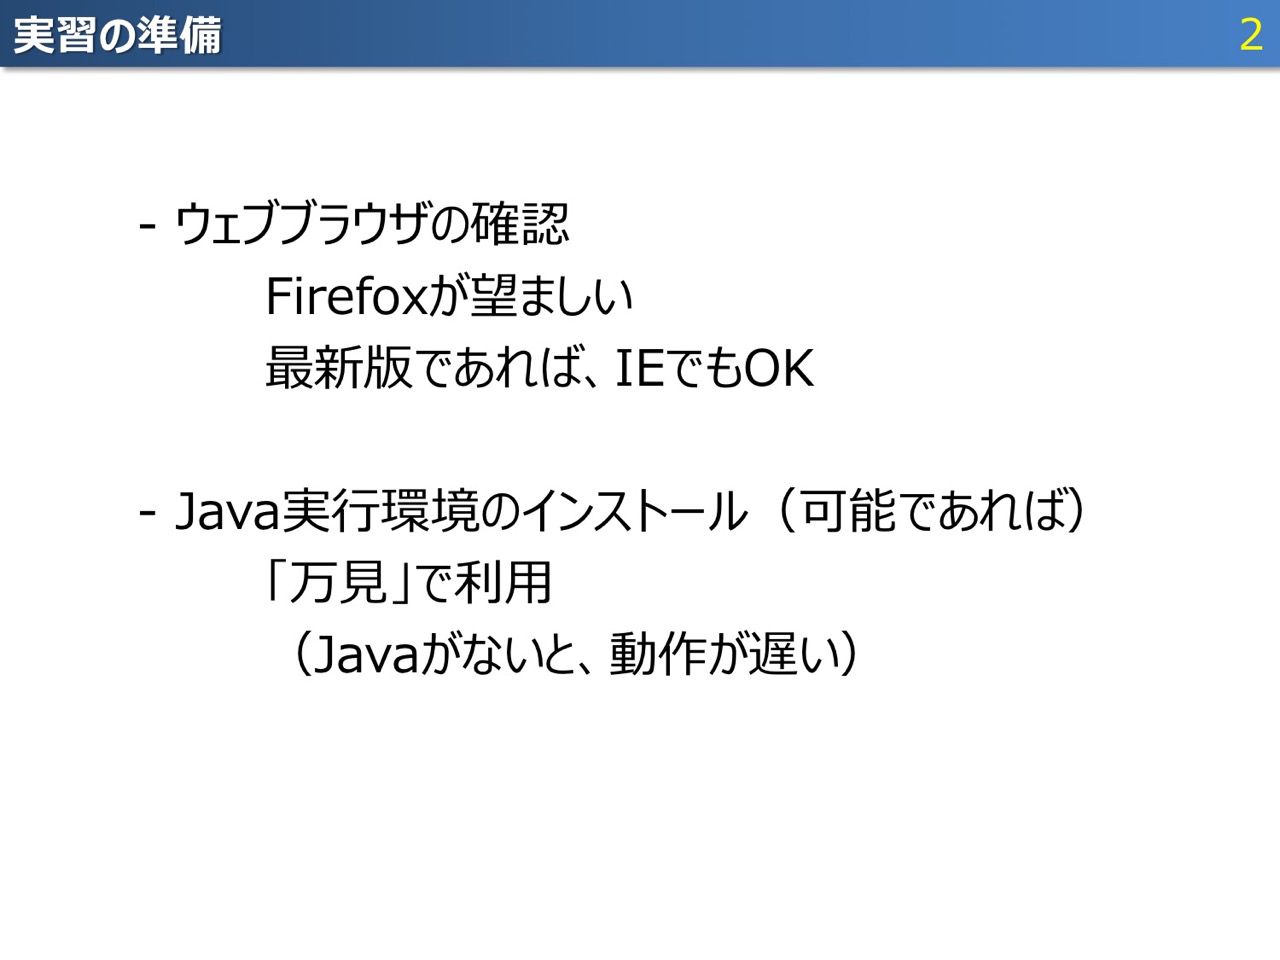 実習の準備
2
- ウェブブラウザの確認
Firefoxが望ましい
最新版であれば、IEでもOK
- Java実行環境のインストール（可能であれば）
「万見」で利用
（Javaがないと、動作が遅い）